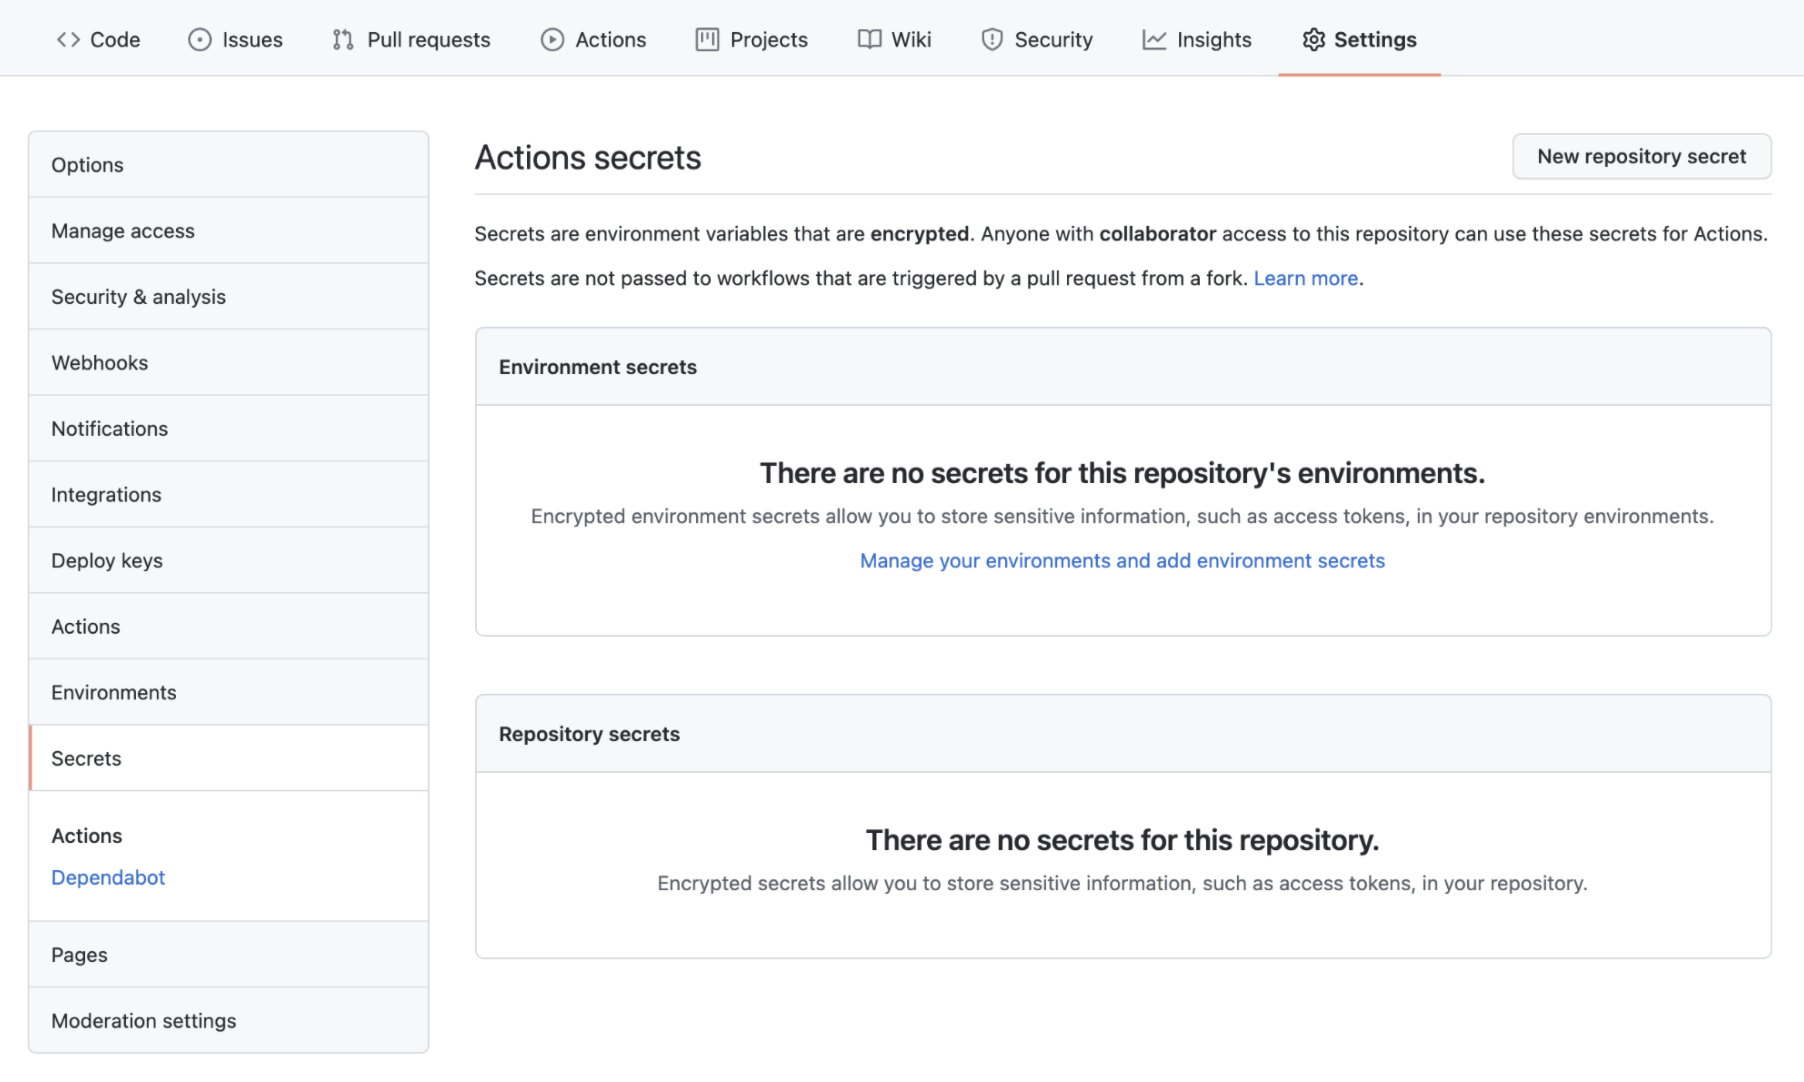 Code Issues Pull requests Actions Projects Wiki Security Insights Settings
Options
Manage access
Security & analysis
Webhooks
Notifications
Integrations
Deploy keys
Actions
Environments
Secrets
Actions
Dependabot
Pages
Moderation settings
Actions secrets
New repository secret
Secrets are environment variables that are encrypted. Anyone with collaborator access to this repository can use these secrets for Actions.
Secrets are not passed to workflows that are triggered by a pull request from a fork. Learn more.
Environment secrets
There are no secrets for this repository's environments.
Encrypted environment secrets allow you to store sensitive information, such as access tokens, in your repository environments.
Manage your environments and add environment secrets
Repository secrets
There are no secrets for this repository.
Encrypted secrets allow you to store sensitive information, such as access tokens, in your repository.